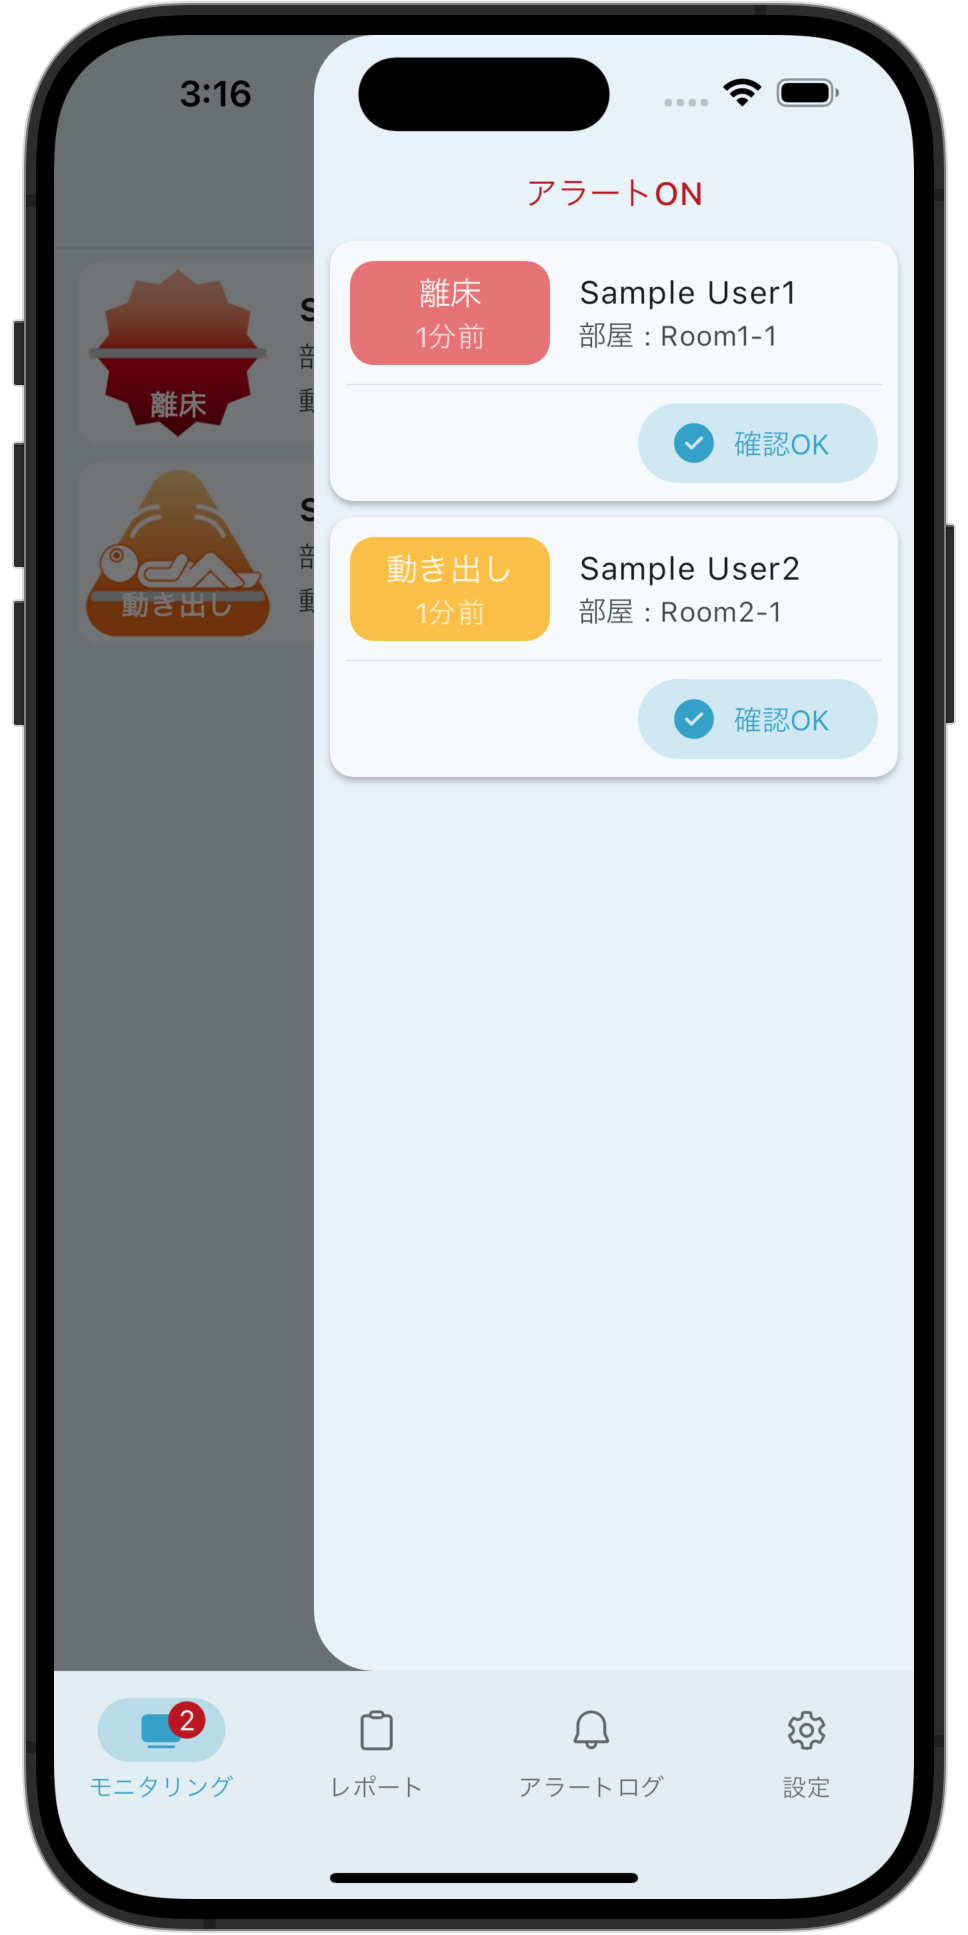 3:16
アラートON
離床
1分前
Sample User1
部屋 : Room1-1
確認OK
動き出し
1分前
Sample User2
部屋 : Room2-1
確認OK
離床
S
部
動
動き出し
S
部
動
2
モニタリング
レポート
アラートログ
設定